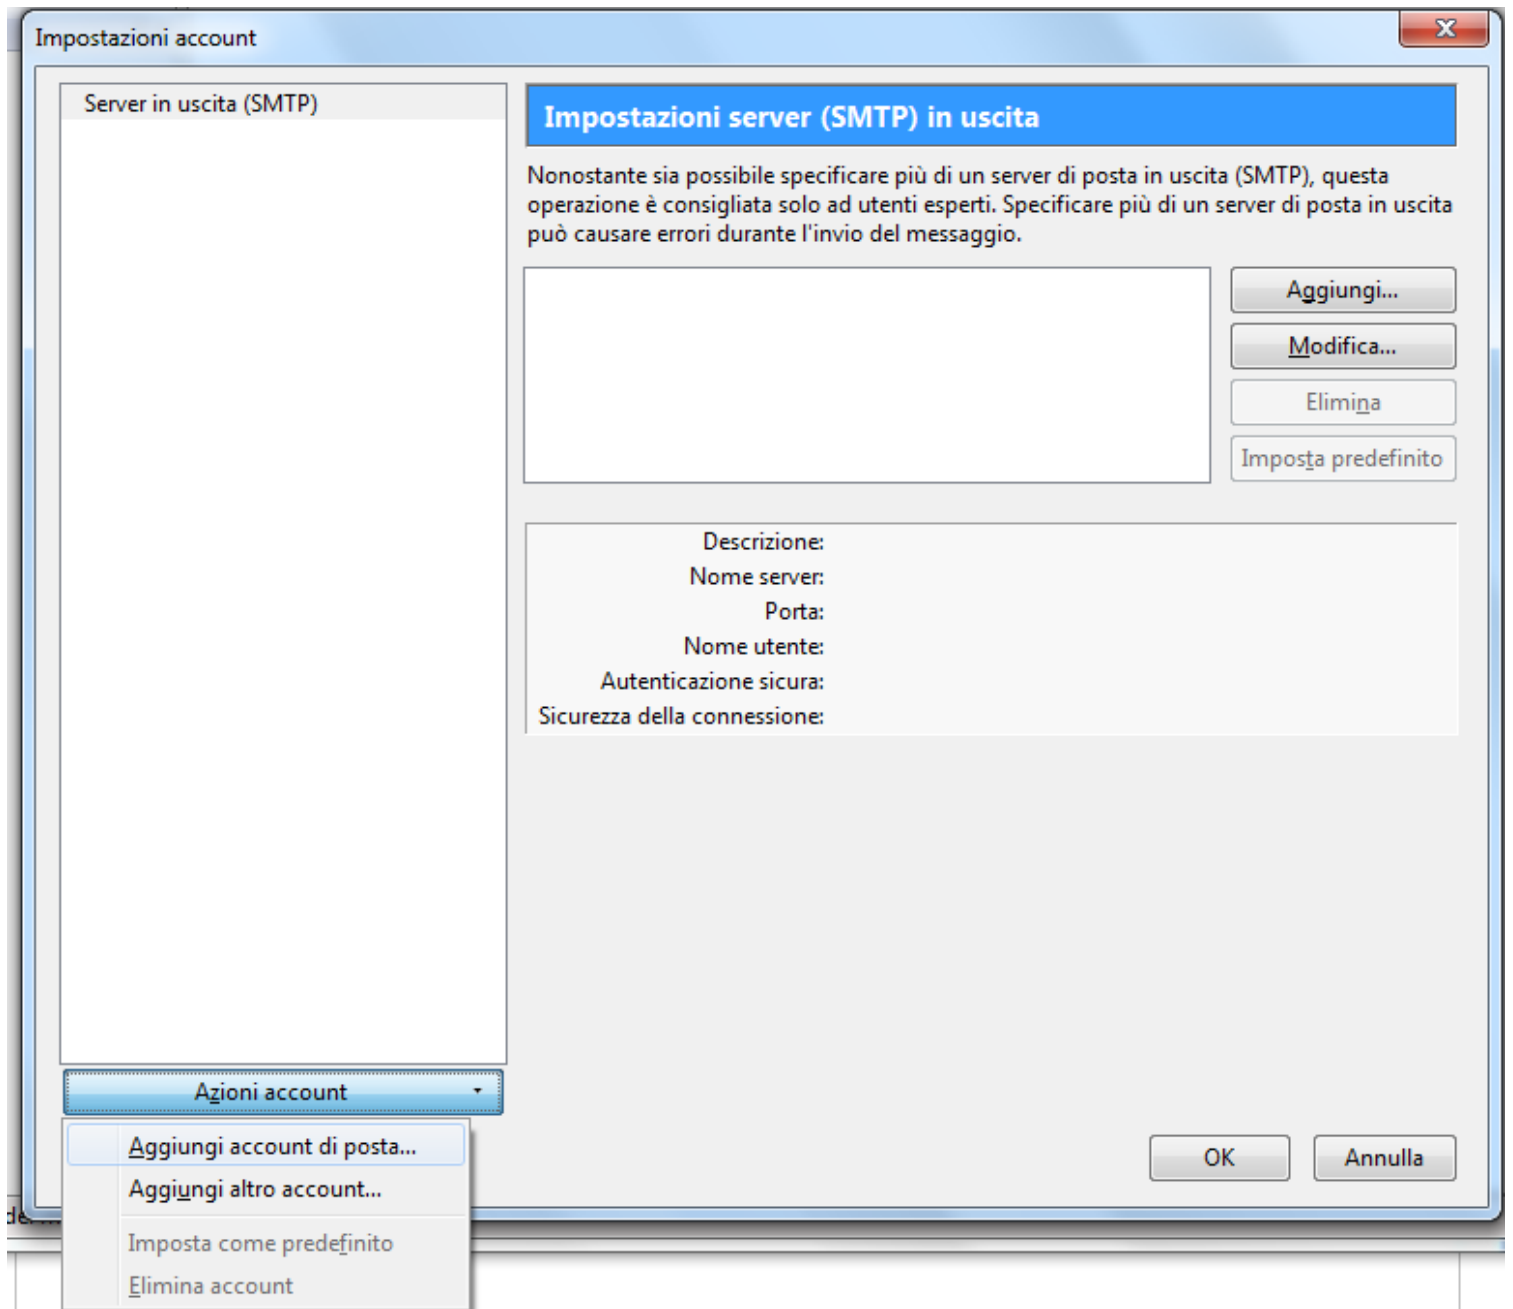 Impostazioni account
Server in uscita (SMTP)
Impostazioni server (SMTP) in uscita
Nonostante sia possibile specificare più di un server di posta in uscita (SMTP), questa
operazione è consigliata solo ad utenti esperti. Specificare più di un server di posta in uscita
può causare errori durante l'invio del messaggio.
Aggiungi...
Modifica...
Elimina
Imposta predefinito
Descrizione:
Nome server:
Porta:
Nome utente:
Autenticazione sicura:
Sicurezza della connessione:
Azioni account
Aggiungi account di posta...
Aggiungi altro account...
Imposta come predefinito
Elimina account
OK
Annulla